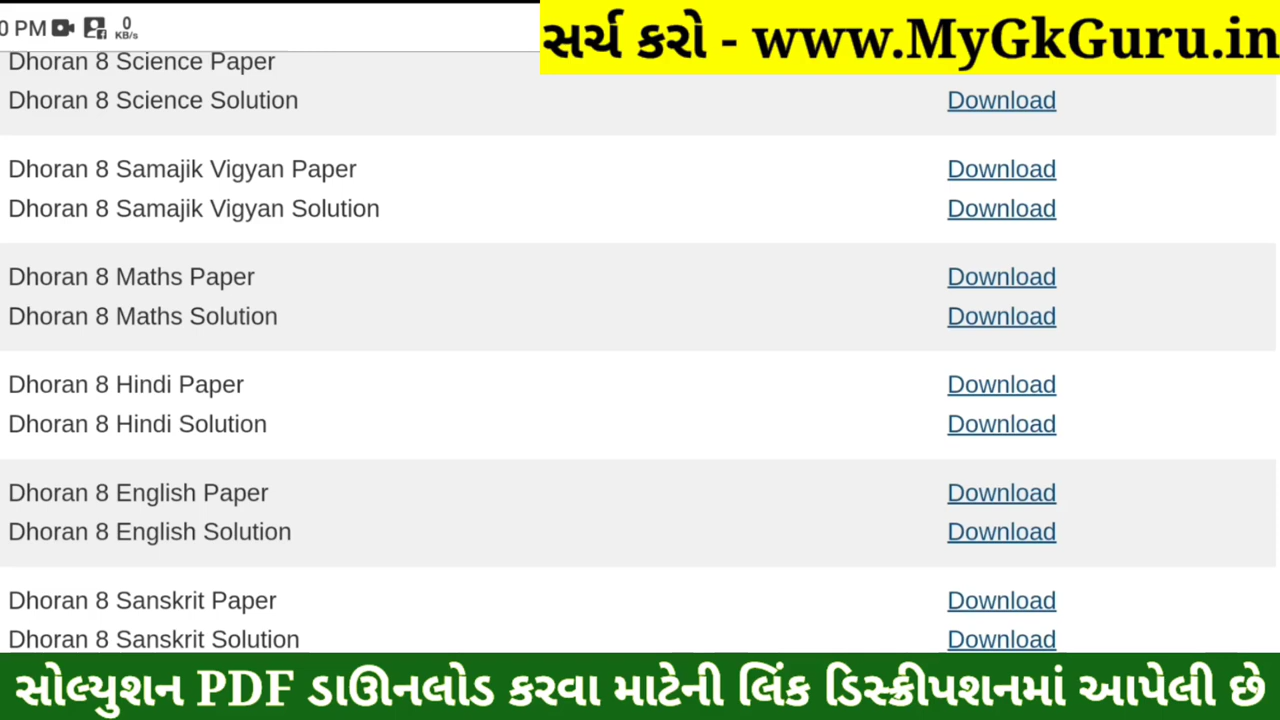 0 PM 0 KB/s
સર્ચ કરો - www.MyGkGuru.in
Dhoran 8 Science Paper
Dhoran 8 Science Solution Download
Dhoran 8 Samajik Vigyan Paper Download
Dhoran 8 Samajik Vigyan Solution Download
Dhoran 8 Maths Paper Download
Dhoran 8 Maths Solution Download
Dhoran 8 Hindi Paper Download
Dhoran 8 Hindi Solution Download
Dhoran 8 English Paper Download
Dhoran 8 English Solution Download
Dhoran 8 Sanskrit Paper Download
Dhoran 8 Sanskrit Solution Download
સોલ્યુશન PDF ડાઊનલોડ કરવા માટેની લિંક ડિસ્ક્રીપશનમાં આપેલી છે